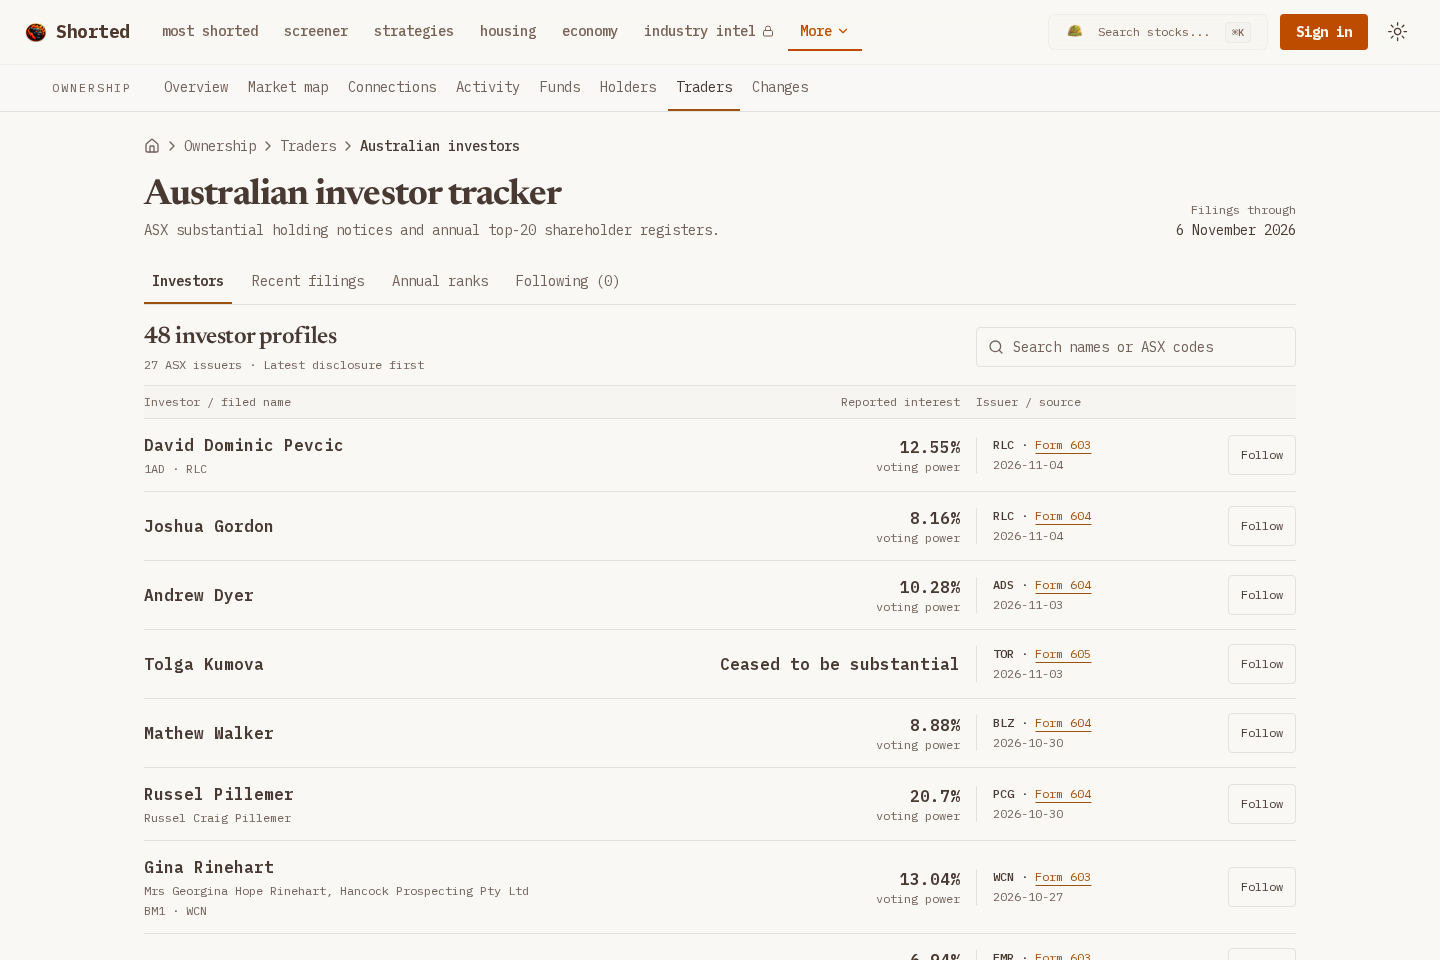 Shorted most shorted screener strategies housing economy industry intel More Search stocks... ⌘K Sign in
OWNERSHIP Overview Market map Connections Activity Funds Holders Traders Changes
Ownership Traders Australian investors
Australian investor tracker
ASX substantial holding notices and annual top-20 shareholder registers.
Filings through
6 November 2026
Investors Recent filings Annual ranks Following (0)
48 investor profiles
27 ASX issuers · Latest disclosure first
Search names or ASX codes
Investor / filed name Reported interest Issuer / source
David Dominic Pevcic
1AD · RLC
12.55%
voting power
RLC · Form 603
2026-11-04
Follow
Joshua Gordon
8.16%
voting power
RLC · Form 604
2026-11-04
Follow
Andrew Dyer
10.28%
voting power
ADS · Form 604
2026-11-03
Follow
Tolga Kumova
Ceased to be substantial
TOR · Form 605
2026-11-03
Follow
Mathew Walker
8.88%
voting power
BLZ · Form 604
2026-10-30
Follow
Russel Pillemer
Russel Craig Pillemer
20.7%
voting power
PCG · Form 604
2026-10-30
Follow
Gina Rinehart
Mrs Georgina Hope Rinehart, Hancock Prospecting Pty Ltd
BM1 · WCN
13.04%
voting power
WCN · Form 603
2026-10-27
Follow
6.94%
EMR · Form 603